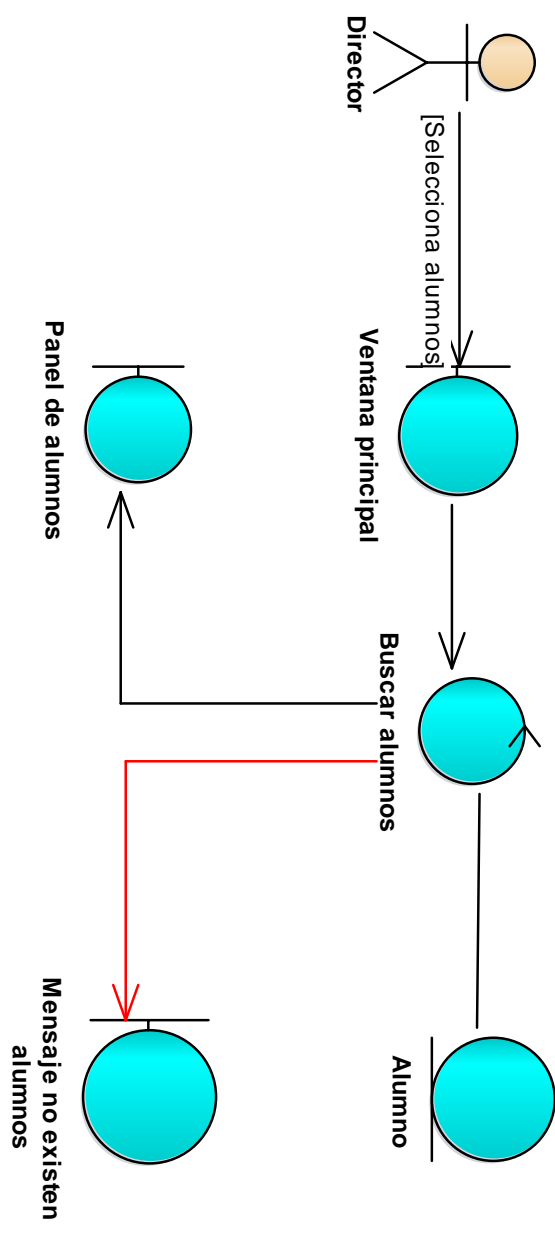 Director
[Selecciona alumnos]
Ventana principal
Buscar alumnos
Alumno
Panel de alumnos
Mensaje no existen
alumnos